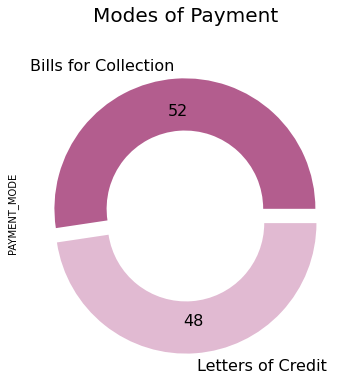 Modes of Payment
Bills for Collection
52
PAYMENT_MODE
48
Letters of Credit